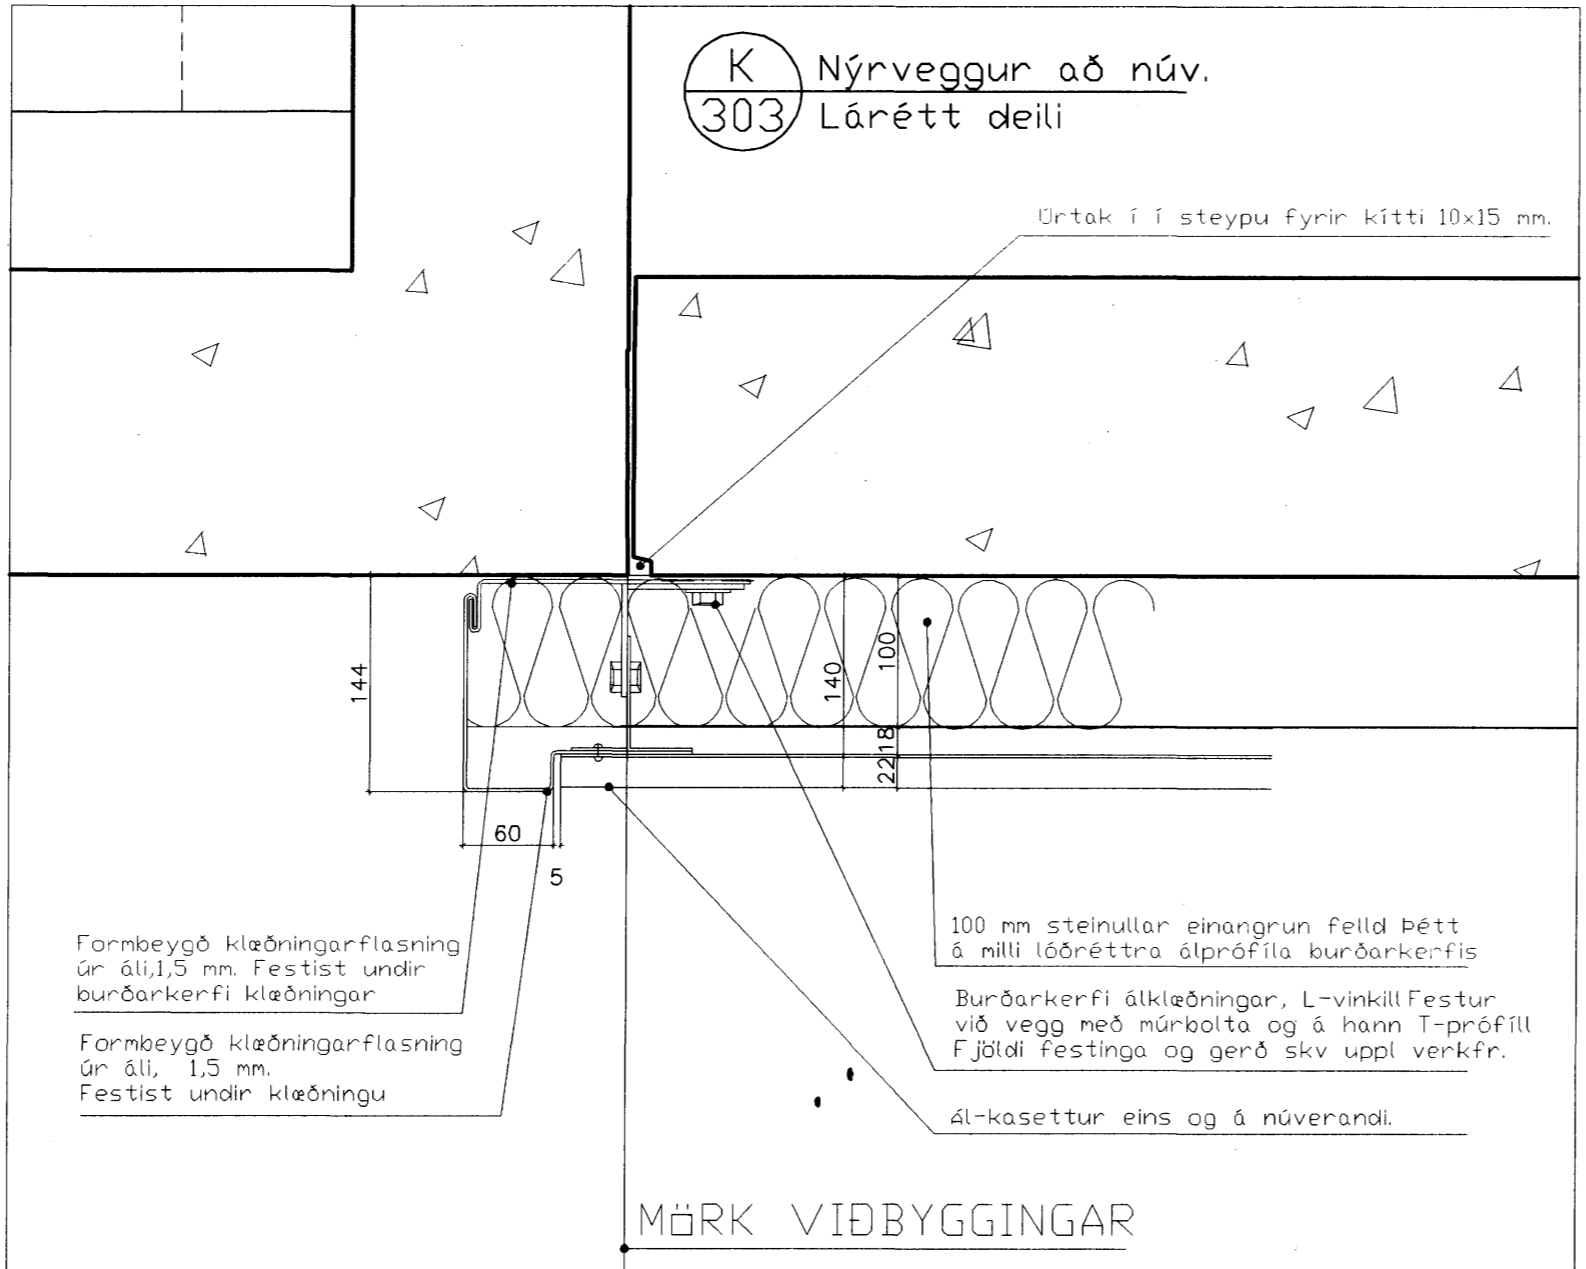 K
303
Nýrveggur að núv.
Lárétt deili
Úrtak í í steypu fyrir kítti 10x15 mm.
144
140
100
18
22
60
5
Formbeygð klæðningarflasning
úr áli,1,5 mm. Festist undir
burðarkerfi klæðningar
Formbeygð klæðningarflasning
úr áli, 1,5 mm.
Festist undir klæðningu
100 mm steinullar einangrun felld Þétt
á milli lóðréttra álprófíla burðarkerfis
Burðarkerfi álklæðningar, L-vinkill Festur
við vegg með múrbolta og á hann T-prófíll
Fjöldi festinga og gerð skv uppl verkfr.
Ál-kasettur eins og á núverandi.
MÖRK VIÐBYGGINGAR